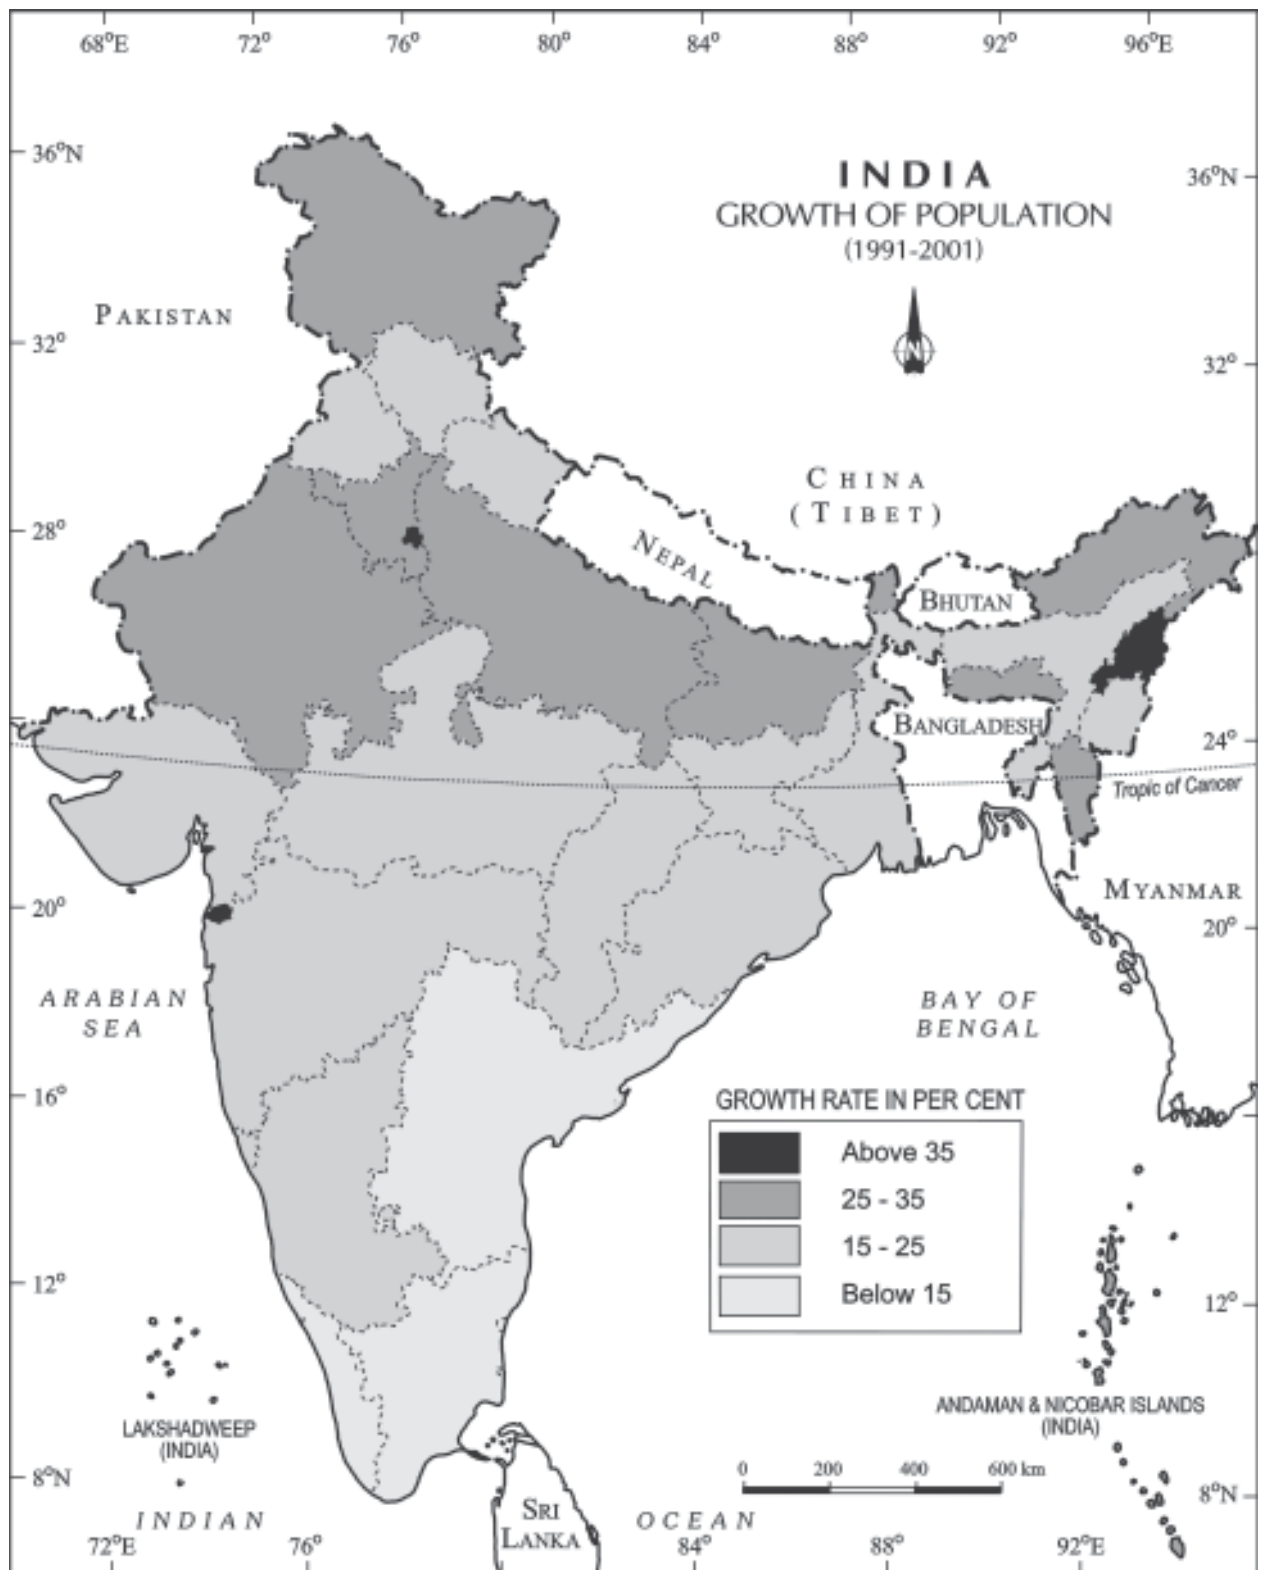 68°E 72° 76° 80° 84° 88° 92° 96°E
36°N
INDIA
36°N
GROWTH OF POPULATION
(1991-2001)
PAKISTAN
N
32°
32°
CHINA
(TIBET)
28°
NEPAL
28°
BHUTAN
BANGLADESH
24°
Tropic of Cancer
MYANMAR
20°
20°
ARABIAN
SEA
BAY OF
BENGAL
16°
GROWTH RATE IN PER CENT
Above 35
25 - 35
15 - 25
Below 15
12°
12°
LAKSHADWEEP
(INDIA)
ANDAMAN & NICOBAR ISLANDS
(INDIA)
8°N
0 200 400 600 km
8°N
SRI
LANKA
INDIAN OCEAN
72°E 76° 84° 88° 92°E